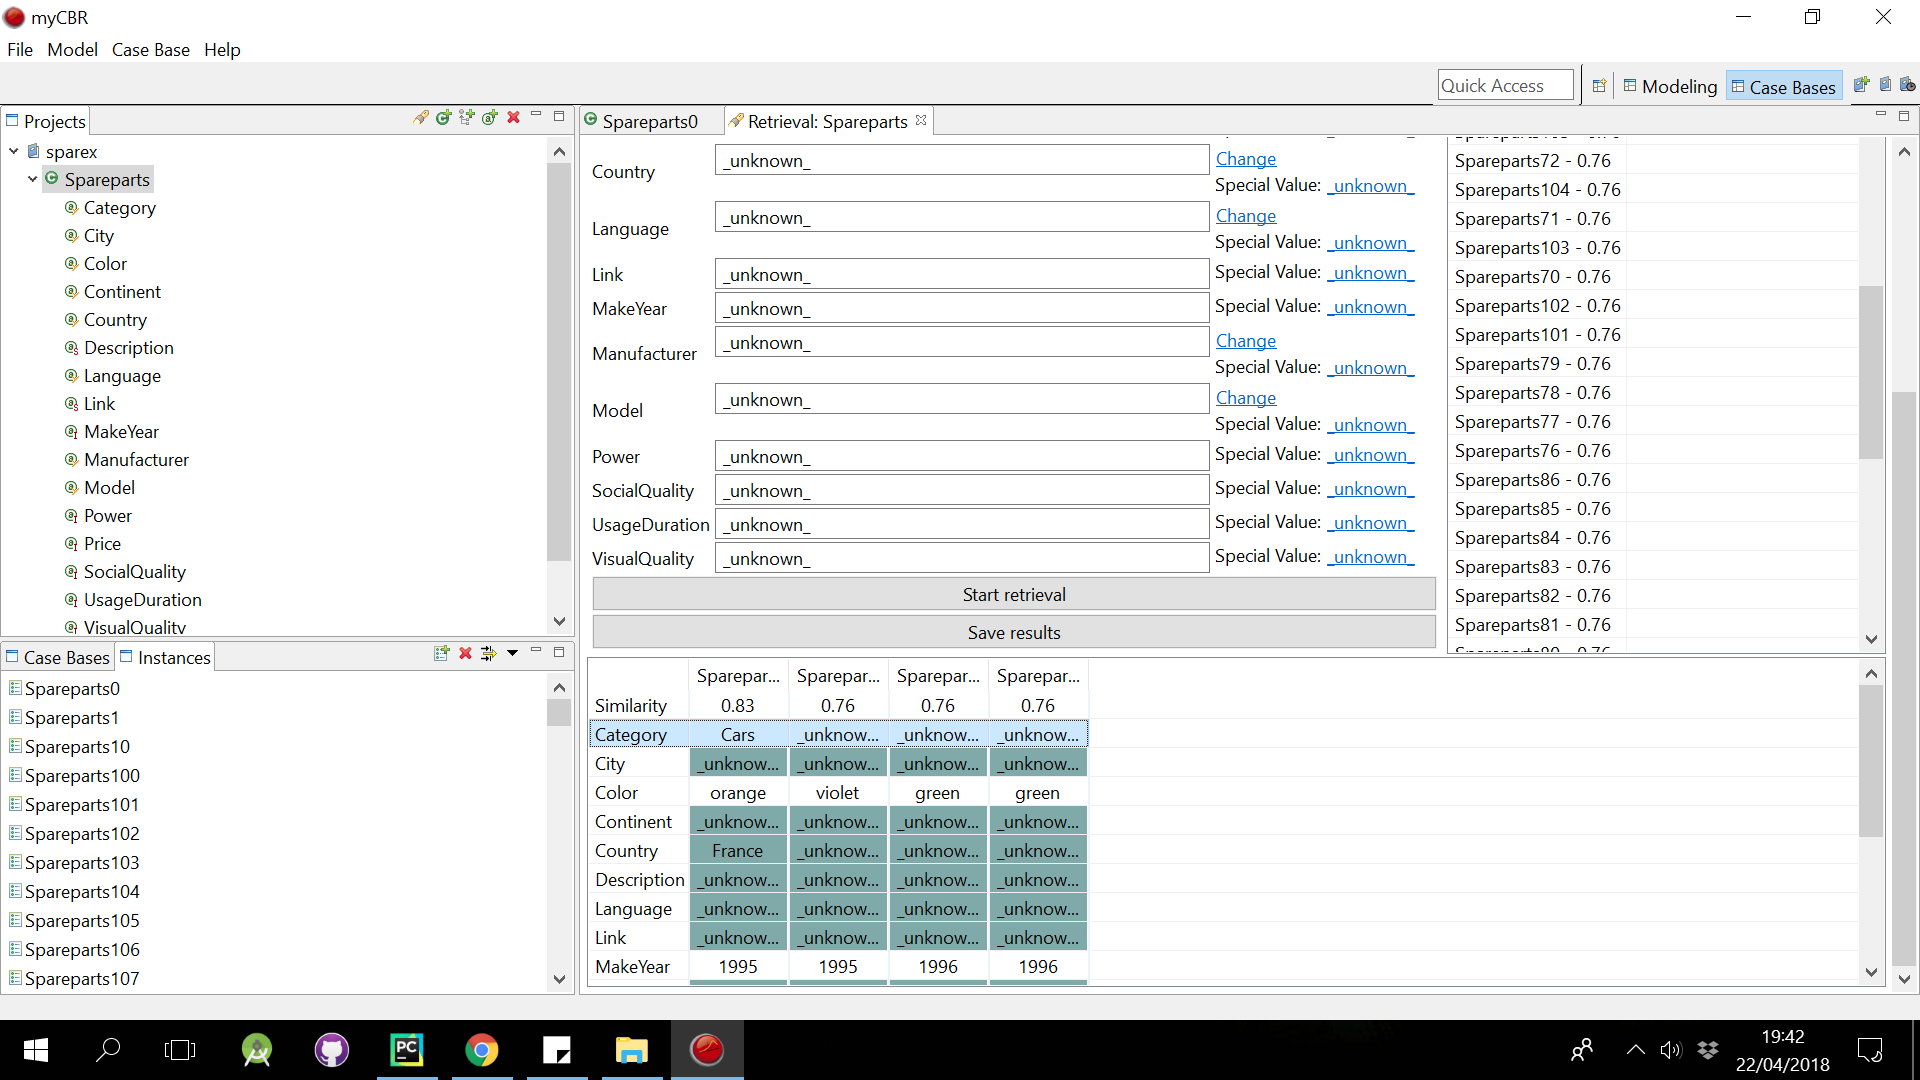 myCBR
File Model Case Base Help
Quick Access
Modeling
Case Bases
Projects
sparex
Spareparts
Category
City
Color
Continent
Country
Description
Language
Link
MakeYear
Manufacturer
Model
Power
Price
SocialQuality
UsageDuration
VisualQuality
Case Bases Instances
Spareparts0
Spareparts1
Spareparts10
Spareparts100
Spareparts101
Spareparts102
Spareparts103
Spareparts104
Spareparts105
Spareparts106
Spareparts107
Spareparts0 Retrieval: Spareparts
Country _unknown_ Change
Special Value: _unknown_
Language _unknown_ Change
Special Value: _unknown_
Link _unknown_ Special Value: _unknown_
MakeYear _unknown_ Special Value: _unknown_
Manufacturer _unknown_ Change
Special Value: _unknown_
Model _unknown_ Change
Special Value: _unknown_
Power _unknown_ Special Value: _unknown_
SocialQuality _unknown_ Special Value: _unknown_
UsageDuration _unknown_ Special Value: _unknown_
VisualQuality _unknown_ Special Value: _unknown_
Start retrieval
Save results
Spareparts72 - 0.76
Spareparts104 - 0.76
Spareparts71 - 0.76
Spareparts103 - 0.76
Spareparts70 - 0.76
Spareparts102 - 0.76
Spareparts101 - 0.76
Spareparts79 - 0.76
Spareparts78 - 0.76
Spareparts77 - 0.76
Spareparts76 - 0.76
Spareparts86 - 0.76
Spareparts85 - 0.76
Spareparts84 - 0.76
Spareparts83 - 0.76
Spareparts82 - 0.76
Spareparts81 - 0.76
Sparepar... Sparepar... Sparepar... Sparepar...
Similarity 0.83 0.76 0.76 0.76
Category Cars _unknow... _unknow... _unknow...
City _unknow... _unknow... _unknow... _unknow...
Color orange violet green green
Continent _unknow... _unknow... _unknow... _unknow...
Country France _unknow... _unknow... _unknow...
Description _unknow... _unknow... _unknow... _unknow...
Language _unknow... _unknow... _unknow... _unknow...
Link _unknow... _unknow... _unknow... _unknow...
MakeYear 1995 1995 1996 1996
PC
19:42
22/04/2018